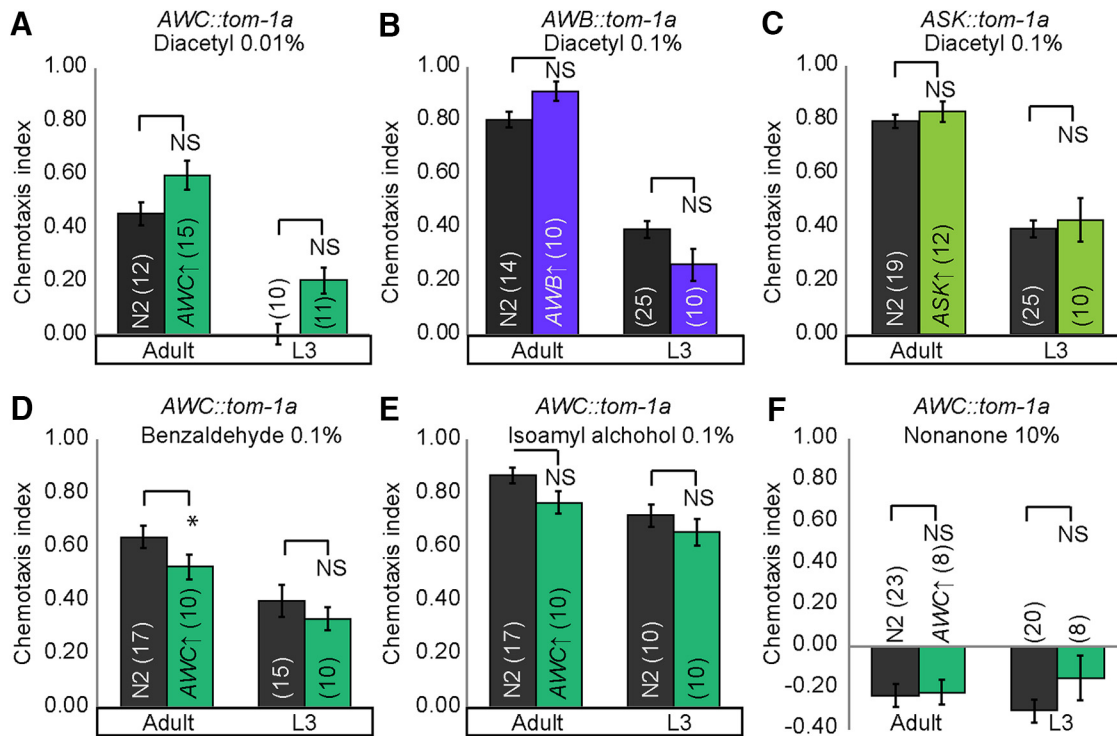 A
AWC::tom-1a
Diacetyl 0.01%
Chemotaxis index
1.00
0.80
0.60
0.40
0.20
0.00
NS
NS
N2 (12)
AWC↑ (15)
(10)
(11)
Adult
L3
B
AWB::tom-1a
Diacetyl 0.1%
Chemotaxis index
1.00
0.80
0.60
0.40
0.20
0.00
NS
NS
N2 (14)
AWB↑ (10)
(25)
(10)
Adult
L3
C
ASK::tom-1a
Diacetyl 0.1%
Chemotaxis index
1.00
0.80
0.60
0.40
0.20
0.00
NS
NS
N2 (19)
ASK↑ (12)
(25)
(10)
Adult
L3
D
AWC::tom-1a
Benzaldehyde 0.1%
Chemotaxis index
1.00
0.80
0.60
0.40
0.20
0.00
*
NS
N2 (17)
AWC↑ (10)
(15)
(10)
Adult
L3
E
AWC::tom-1a
Isoamyl alchohol 0.1%
Chemotaxis index
1.00
0.80
0.60
0.40
0.20
0.00
NS
NS
N2 (17)
AWC↑ (10)
N2 (10)
(10)
Adult
L3
F
AWC::tom-1a
Nonanone 10%
Chemotaxis index
1.00
0.80
0.60
0.40
0.20
0.00
-0.20
-0.40
NS
NS
N2 (23)
AWC↑ (8)
(20)
(8)
Adult
L3